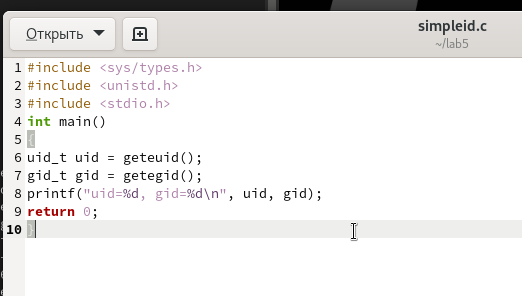 Открыть
simpleid.c
~/lab5
1 #include <sys/types.h>
2 #include <unistd.h>
3 #include <stdio.h>
4 int main()
5 {
6 uid_t uid = geteuid();
7 gid_t gid = getegid();
8 printf("uid=%d, gid=%d\n", uid, gid);
9 return 0;
10 }